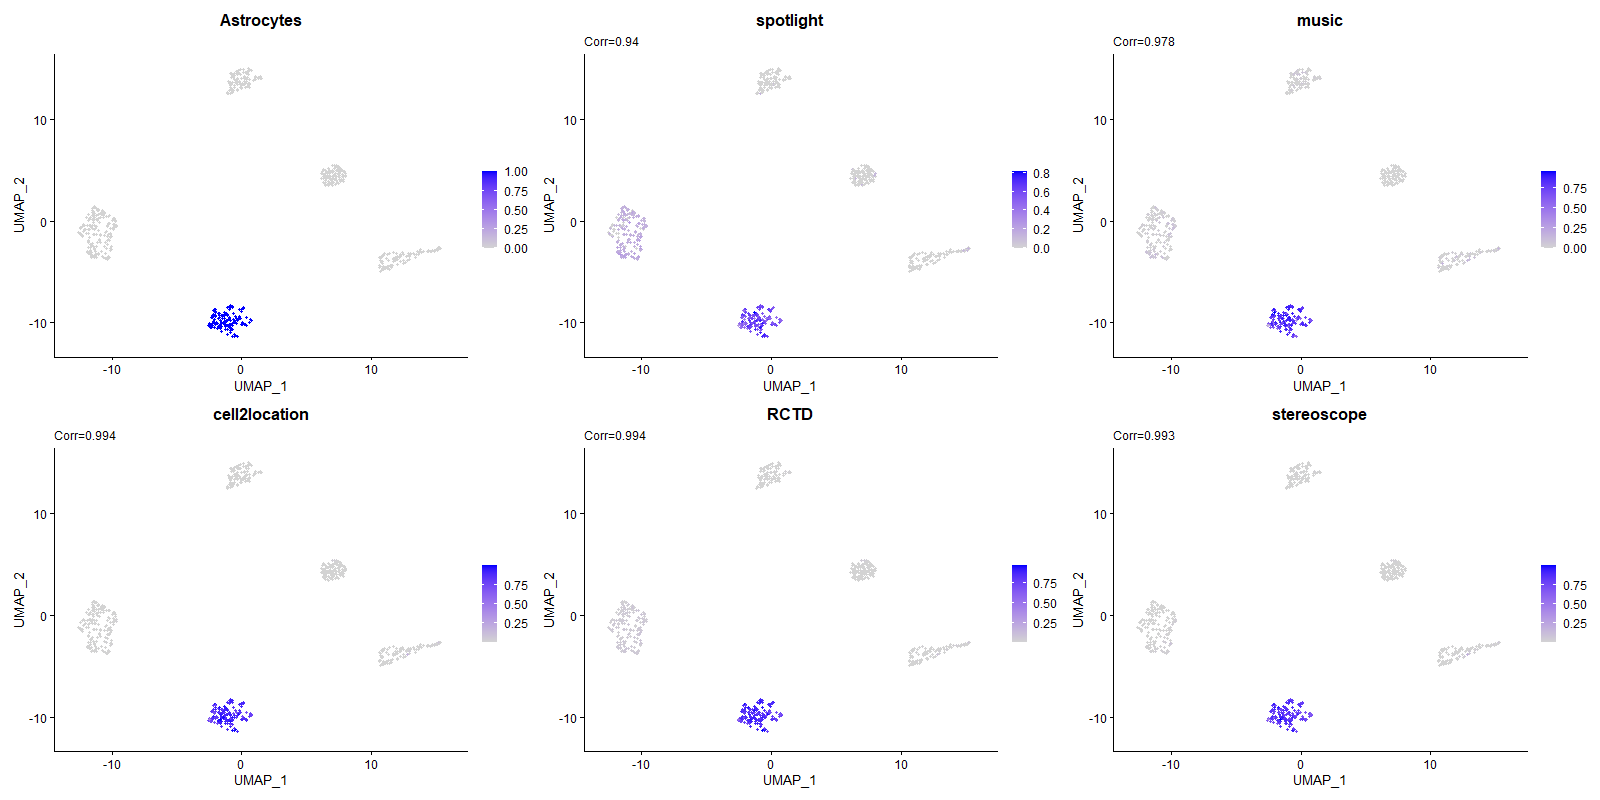 Astrocytes
10
0
-10
UMAP_2
-10
0
10
UMAP_1
1.00
0.75
0.50
0.25
0.00
spotlight
Corr=0.94
10
0
-10
UMAP_2
-10
0
10
UMAP_1
0.8
0.6
0.4
0.2
0.0
music
Corr=0.978
10
0
-10
UMAP_2
-10
0
10
UMAP_1
0.75
0.50
0.25
0.00
cell2location
Corr=0.994
10
0
-10
UMAP_2
-10
0
10
UMAP_1
0.75
0.50
0.25
RCTD
Corr=0.994
10
0
-10
UMAP_2
-10
0
10
UMAP_1
0.75
0.50
0.25
stereoscope
Corr=0.993
10
0
-10
UMAP_2
-10
0
10
UMAP_1
0.75
0.50
0.25